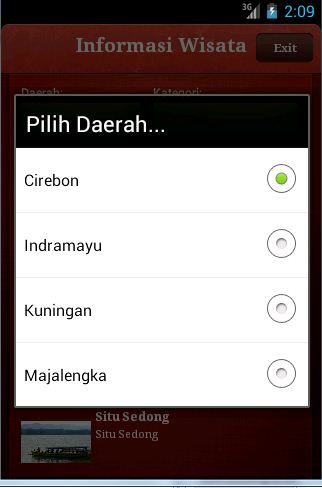 3G 2:09
Informasi Wisata Exit
Daerah: Kategori:
Pilih Daerah...
Cirebon
Indramayu
Kuningan
Majalengka
Situ Sedong
Situ Sedong